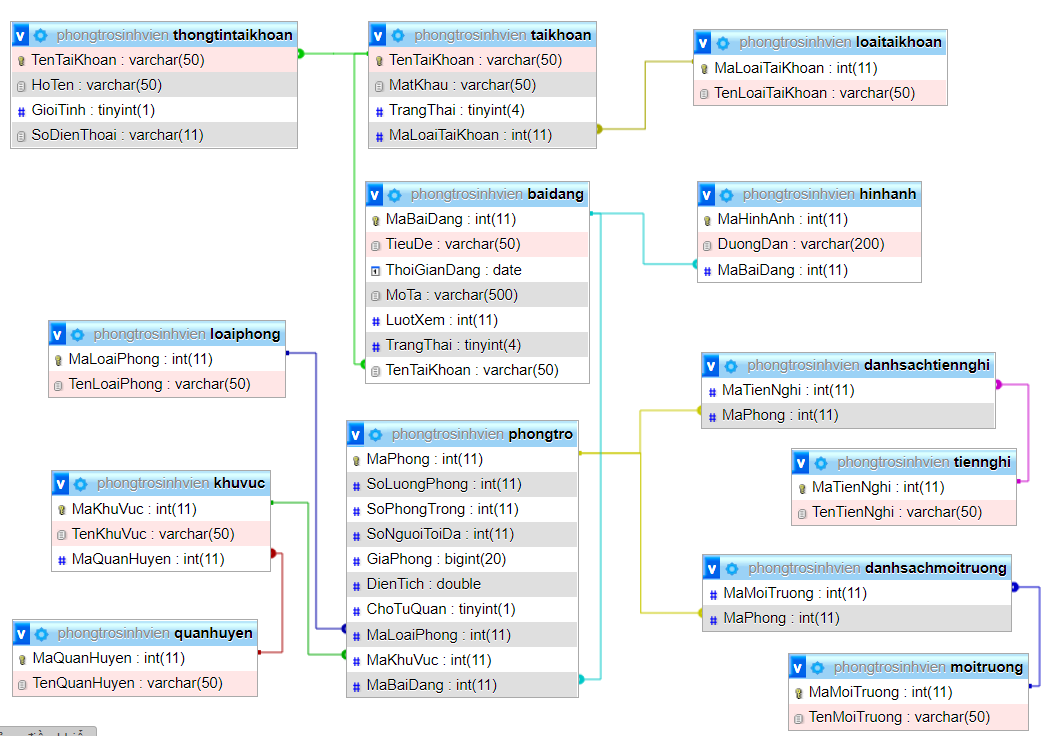 phongtrosinhvien thongtintaikhoan
TenTaiKhoan : varchar(50)
HoTen : varchar(50)
GioiTinh : tinyint(1)
SoDienThoai : varchar(11)
phongtrosinhvien taikhoan
TenTaiKhoan : varchar(50)
MatKhau : varchar(50)
TrangThai : tinyint(4)
MaLoaiTaiKhoan : int(11)
phongtrosinhvien loaitaikhoan
MaLoaiTaiKhoan : int(11)
TenLoaiTaiKhoan : varchar(50)
phongtrosinhvien baidang
MaBaiDang : int(11)
TieuDe : varchar(50)
ThoiGianDang : date
MoTa : varchar(500)
LuotXem : int(11)
TrangThai : tinyint(4)
TenTaiKhoan : varchar(50)
phongtrosinhvien hinhanh
MaHinhAnh : int(11)
DuongDan : varchar(200)
MaBaiDang : int(11)
phongtrosinhvien loaiphong
MaLoaiPhong : int(11)
TenLoaiPhong : varchar(50)
phongtrosinhvien danhsachtiennghi
MaTienNghi : int(11)
MaPhong : int(11)
phongtrosinhvien phongtro
MaPhong : int(11)
SoLuongPhong : int(11)
SoPhongTrong : int(11)
SoNguoiToiDa : int(11)
GiaPhong : bigint(20)
DienTich : double
ChoTuQuan : tinyint(1)
MaLoaiPhong : int(11)
MaKhuVuc : int(11)
MaBaiDang : int(11)
phongtrosinhvien tiennghi
MaTienNghi : int(11)
TenTienNghi : varchar(50)
phongtrosinhvien khuvuc
MaKhuVuc : int(11)
TenKhuVuc : varchar(50)
MaQuanHuyen : int(11)
phongtrosinhvien danhsachmoitruong
MaMoiTruong : int(11)
MaPhong : int(11)
phongtrosinhvien quanhuyen
MaQuanHuyen : int(11)
TenQuanHuyen : varchar(50)
phongtrosinhvien moitruong
MaMoiTruong : int(11)
TenMoiTruong : varchar(50)